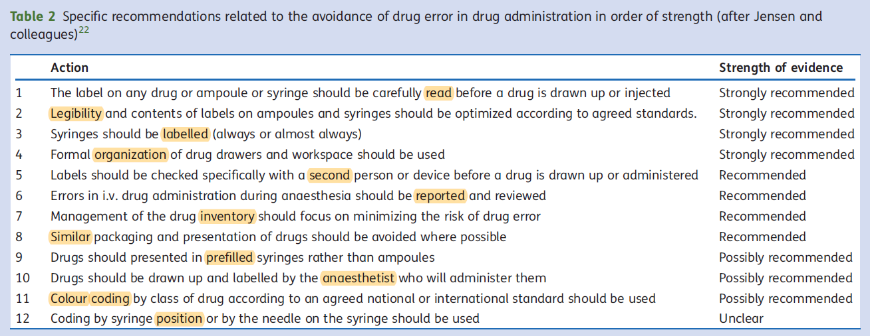 Table 2 Specific recommendations related to the avoidance of drug error in drug administration in order of strength (after Jensen and
colleagues)22
Action Strength of evidence
1 The label on any drug or ampoule or syringe should be carefully read before a drug is drawn up or injected Strongly recommended
2 Legibility and contents of labels on ampoules and syringes should be optimized according to agreed standards. Strongly recommended
3 Syringes should be labelled (always or almost always) Strongly recommended
4 Formal organization of drug drawers and workspace should be used Strongly recommended
5 Labels should be checked specifically with a second person or device before a drug is drawn up or administered Recommended
6 Errors in i.v. drug administration during anaesthesia should be reported and reviewed Recommended
7 Management of the drug inventory should focus on minimizing the risk of drug error Recommended
8 Similar packaging and presentation of drugs should be avoided where possible Recommended
9 Drugs should presented in prefilled syringes rather than ampoules Possibly recommended
10 Drugs should be drawn up and labelled by the anaesthetist who will administer them Possibly recommended
11 Colour coding by class of drug according to an agreed national or international standard should be used Possibly recommended
12 Coding by syringe position or by the needle on the syringe should be used Unclear